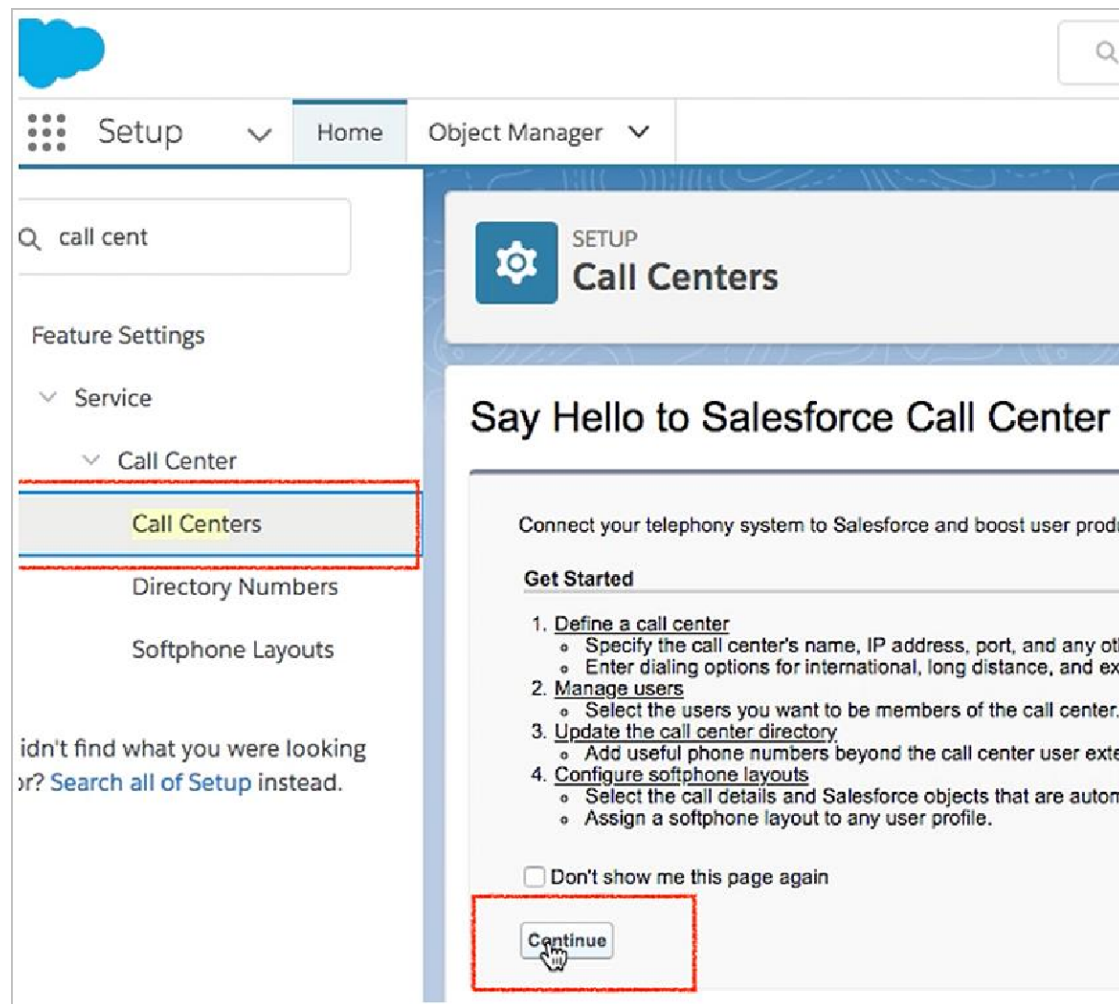 Setup
Home
Object Manager
call cent
Feature Settings
Service
Call Center
Call Centers
Directory Numbers
Softphone Layouts
idn't find what you were looking
or? Search all of Setup instead.
SETUP
Call Centers
Say Hello to Salesforce Call Center
Connect your telephony system to Salesforce and boost user
Get Started
1. Define a call center
Specify the call center's name, IP address, port, and any
Enter dialing options for international, long distance, and
2. Manage users
Select the users you want to be members of the call center.
3. Update the call center directory
Add useful phone numbers beyond the call center user
4. Configure softphone layouts
Select the call details and Salesforce objects that are
Assign a softphone layout to any user profile.
Don't show me this page again
Continue